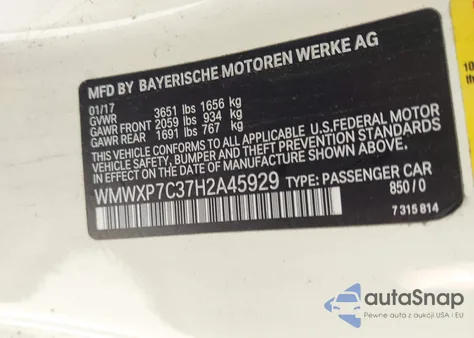 MFD BY BAYERISCHE MOTOREN WERKE AG
01/17
GVWR 3651 lbs 1656 kg
GAWR FRONT 2059 lbs 934 kg
GAWR REAR 1691 lbs 767 kg
THIS VEHICLE CONFORMS TO ALL APPLICABLE U.S.FEDERAL MOTOR
VEHICLE SAFETY, BUMPER, AND THEFT PREVENTION STANDARDS
IN EFFECT ON THE DATE OF MANUFACTURE SHOWN ABOVE.
WMWXP7C37H2A45929 TYPE: PASSENGER CAR
850/0
7 315 814
10
autoSnap
Pewne auta z aukcji USA i EU